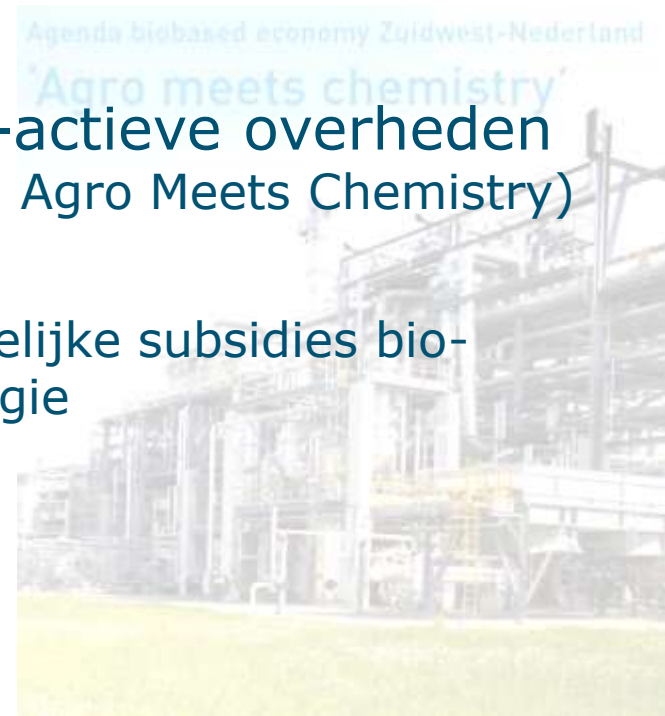 Agenda biobased economy Zuidwest-Nederland
'Agro meets chemistry'
-actieve overheden
Agro Meets Chemistry)
elijke subsidies bio-
gie